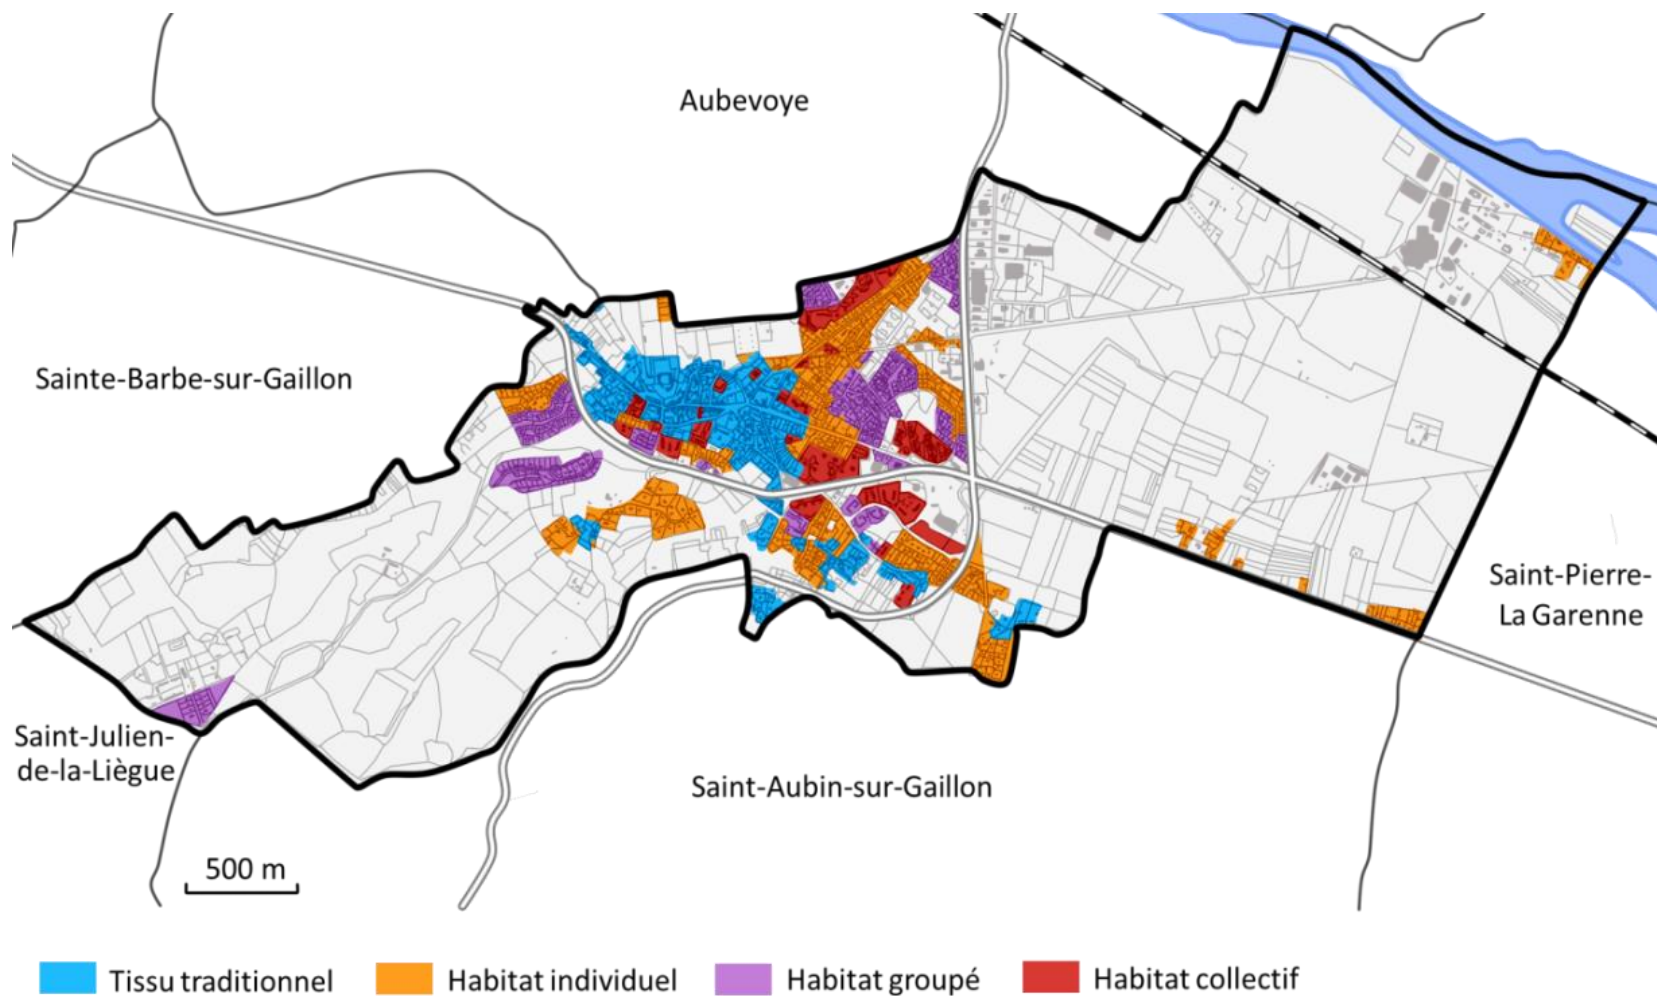 Aubevoye
Sainte-Barbe-sur-Gaillon
Saint-Pierre-
La Garenne
Saint-Julien-
de-la-Liègue
Saint-Aubin-sur-Gaillon
500 m
Tissu traditionnel
Habitat individuel
Habitat groupé
Habitat collectif